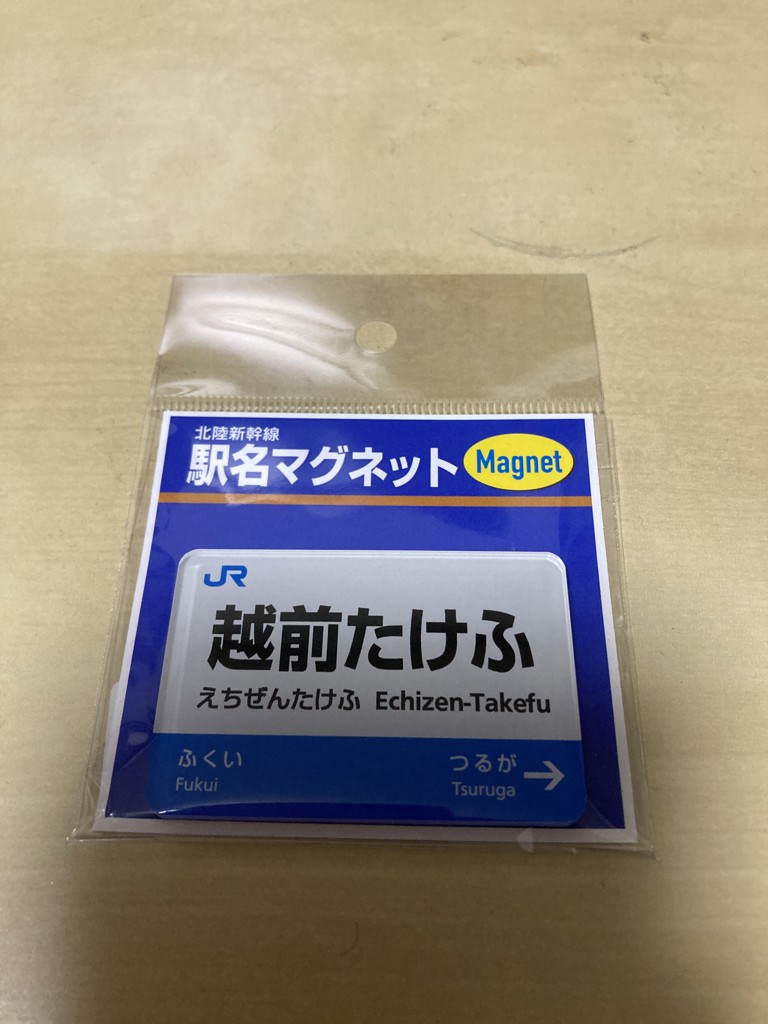 北陸新幹線
駅名マグネット Magnet
JR
越前たけふ
えちぜんたけふ Echizen-Takefu
ふくい つるが →
Fukui Tsuruga